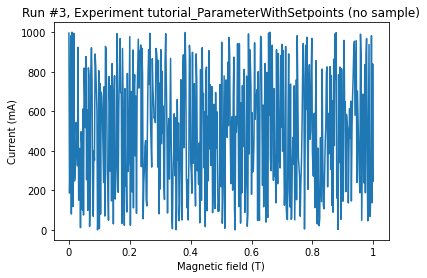 Run #3, Experiment tutorial_ParameterWithSetpoints (no sample)
1000
800
600
400
200
0
Current (mA)
0 0.2 0.4 0.6 0.8 1
Magnetic field (T)